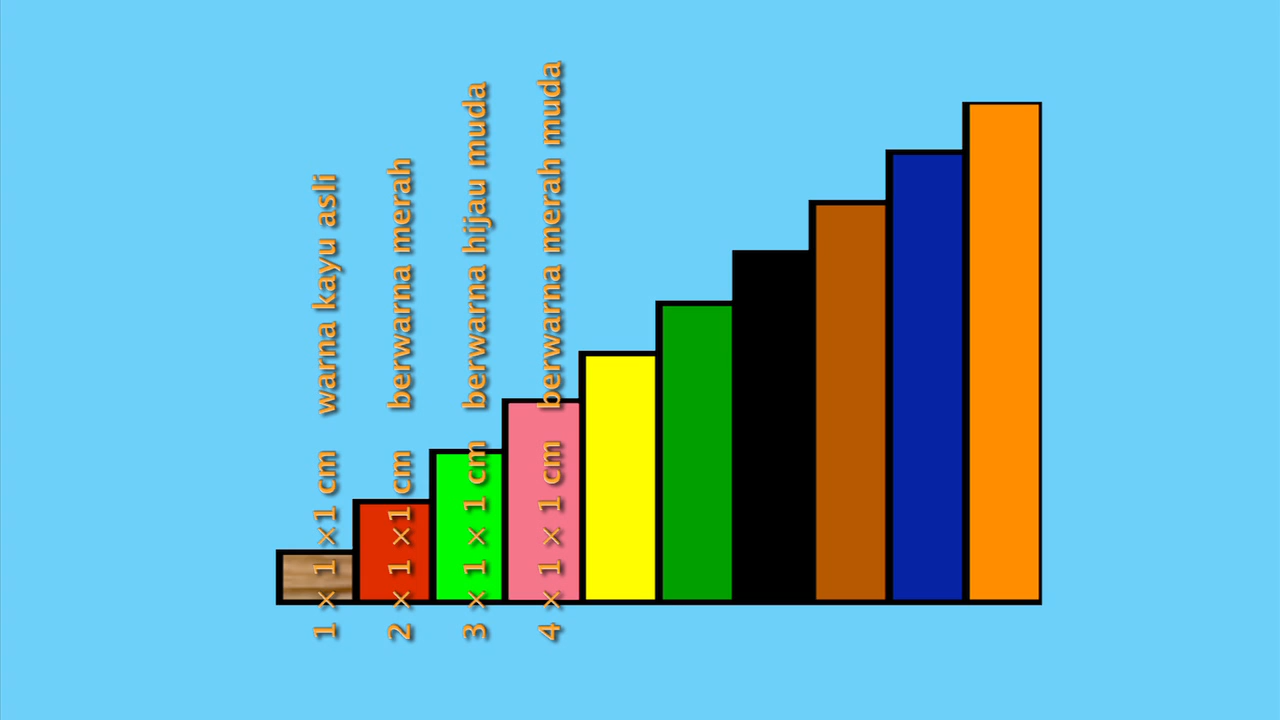 1 × 1 ×1 cm warna kayu asli
2 × 1 ×1 cm berwarna merah
3 × 1 × 1 cm berwarna hijau muda
4 × 1 × 1 cm berwarna merah muda